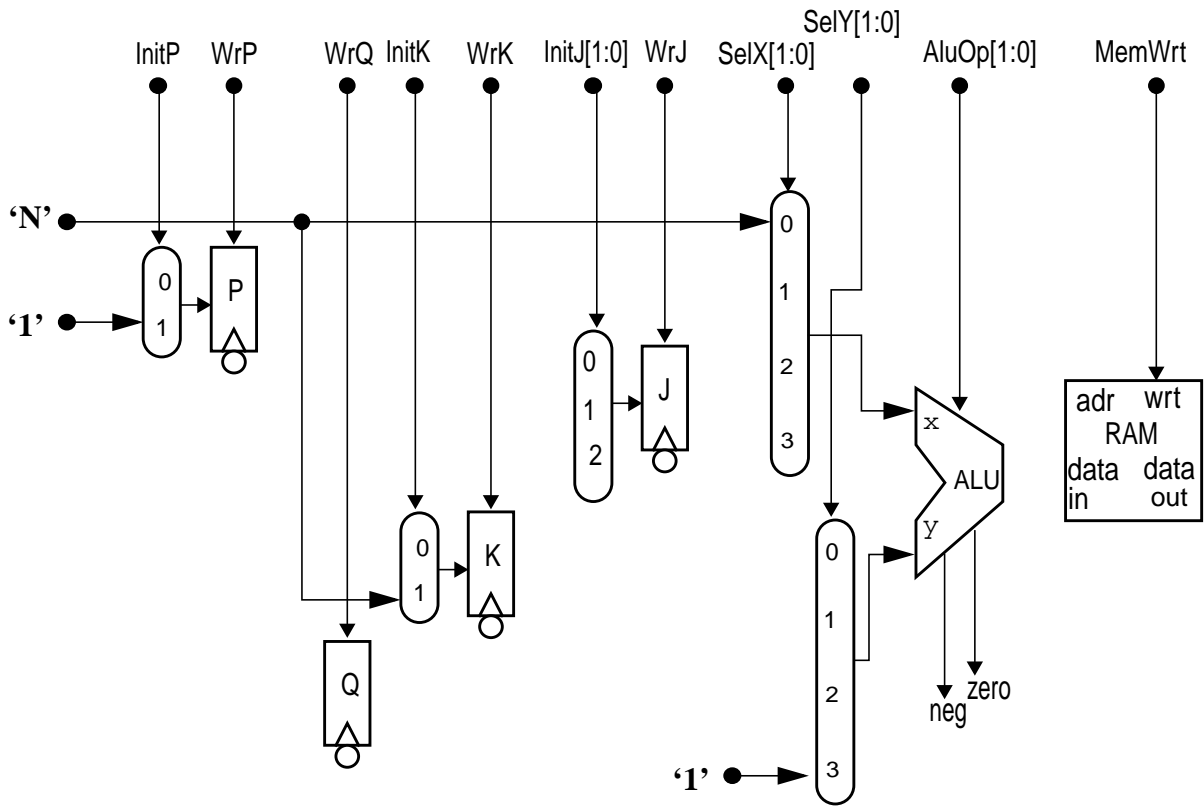 SelY[1:0]
InitP WrP WrQ InitK WrK InitJ[1:0] WrJ SelX[1:0] AluOp[1:0] MemWrt
‘N’
0
0
P
1
1
‘1’
0
J
1
2
2
3
x
ALU
y
adr wrt
RAM
data data
in out
0
K
1
0
1
Q
2
zero
neg
3
‘1’